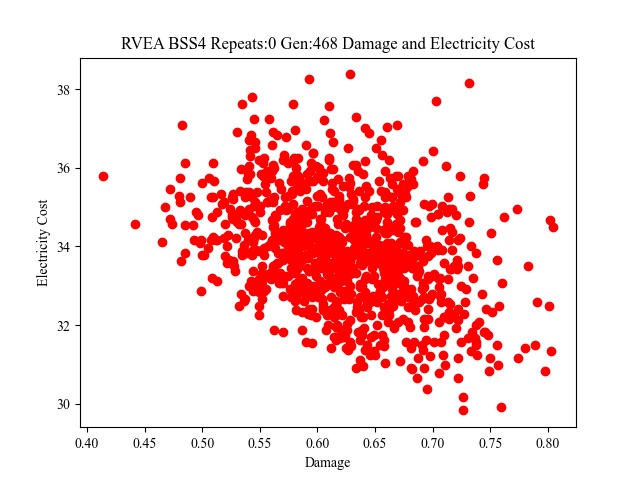 RVEA BSS4 Repeats:0 Gen:468 Damage and Electricity Cost
38
36
34
32
30
Electricity Cost
0.40 0.45 0.50 0.55 0.60 0.65 0.70 0.75 0.80
Damage